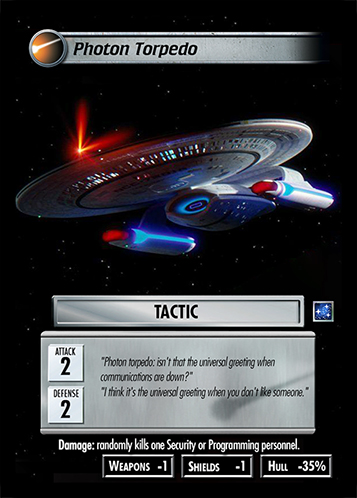 Photon Torpedo
TACTIC
ATTACK
2
"Photon torpedo: isn't that the universal greeting when
communications are down?"
"I think it's the universal greeting when you don't like someone."
DEFENSE
2
Damage: randomly kills one Security or Programming personnel.
WEAPONS -1 SHIELDS -1 HULL -35%